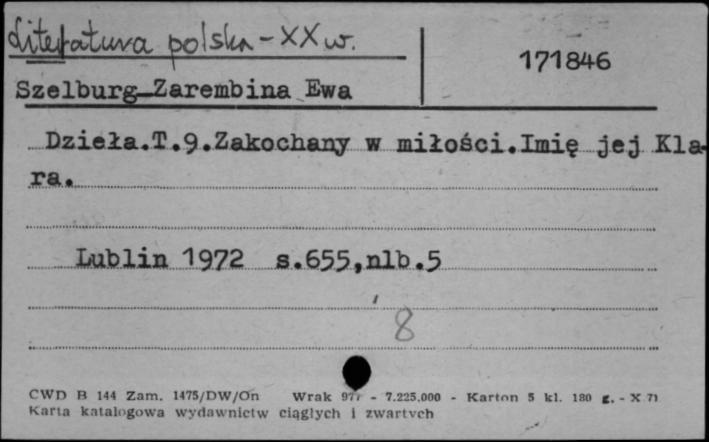 Literatura polska - XX w.
171846
Szelburg-Zarembina Ewa
Dzieła.T.9.Zakochany w miłości.Imię jej Kla-
ra.
Lublin 1972 s.655,nlb.5
8
CWD B 144 Zam. 1475/DW/On Wrak - 7.225.000 - Karton 5 kl. 180 g. - X 71
Karta katalogowa wydawnictw ciągłych i zwartych